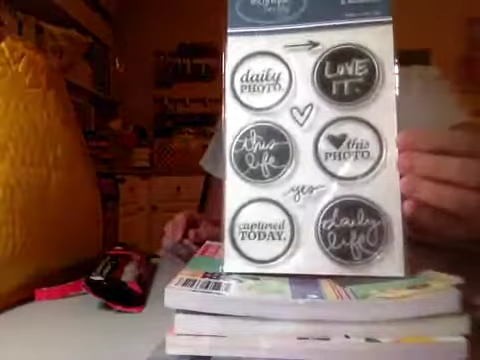 daily
PHOTO.
LOVE
IT.
this
life
this
PHOTO.
yes
captured
TODAY.
daily
life